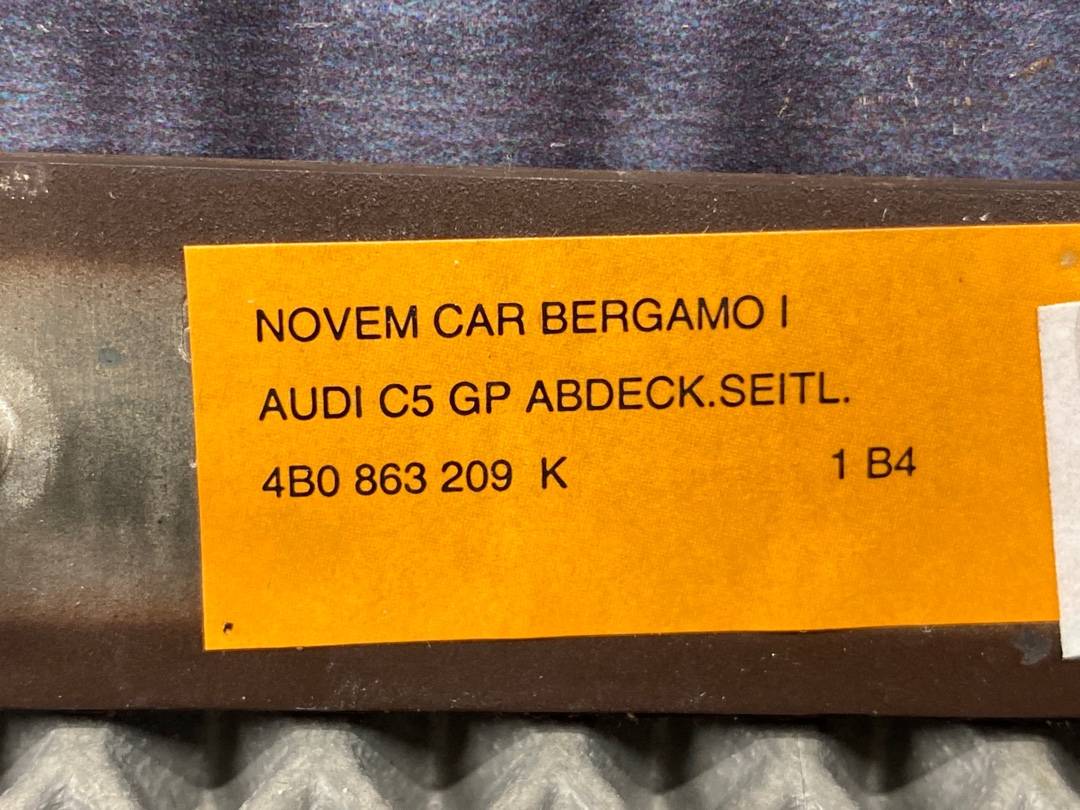 NOVEM CAR BERGAMO I
AUDI C5 GP ABDECK.SEITL.
4B0 863 209 K 1 B4